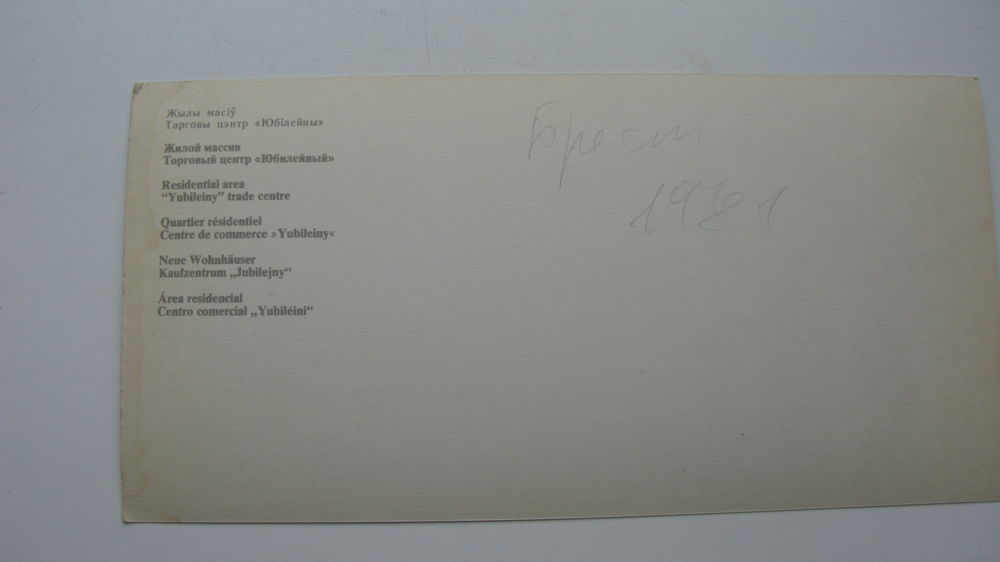 Жылы масіў
Тарговы цэнтр «Юбілейны»
Жилой массив
Торговый центр «Юбилейный»
Residential area
“Yubileiny” trade centre
Quartier résidentiel
Centre de commerce »Yubileiny«
Neue Wohnhäuser
Kaufzentrum „Jubilejny“
Área residencial
Centro comercial „Yubiléini“
Брест
1981